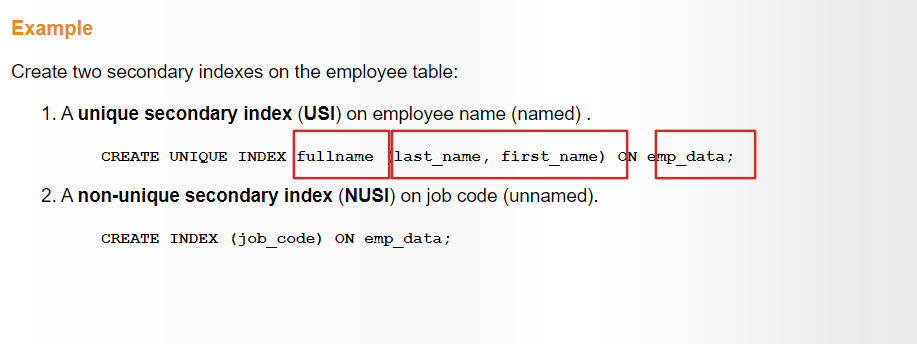 Example
Create two secondary indexes on the employee table:
1. A unique secondary index (USI) on employee name (named) .
CREATE UNIQUE INDEX fullname (last_name, first_name) ON emp_data;
2. A non-unique secondary index (NUSI) on job code (unnamed).
CREATE INDEX (job_code) ON emp_data;